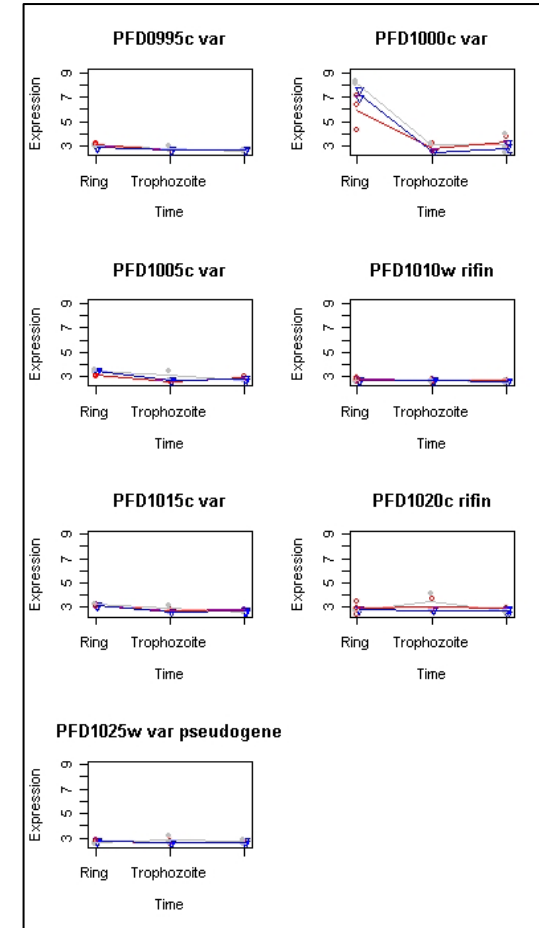 PFD0995c var
PFD1000c var
Expression
3 5 7 9
Ring Trophozoite
Time
Expression
3 5 7 9
Ring Trophozoite
Time
PFD1005c var
PFD1010w rifin
Expression
3 5 7 9
Ring Trophozoite
Time
Expression
3 5 7 9
Ring Trophozoite
Time
PFD1015c var
PFD1020c rifin
Expression
3 5 7 9
Ring Trophozoite
Time
Expression
3 5 7 9
Ring Trophozoite
Time
PFD1025w var pseudogene
Expression
3 5 7 9
Ring Trophozoite
Time